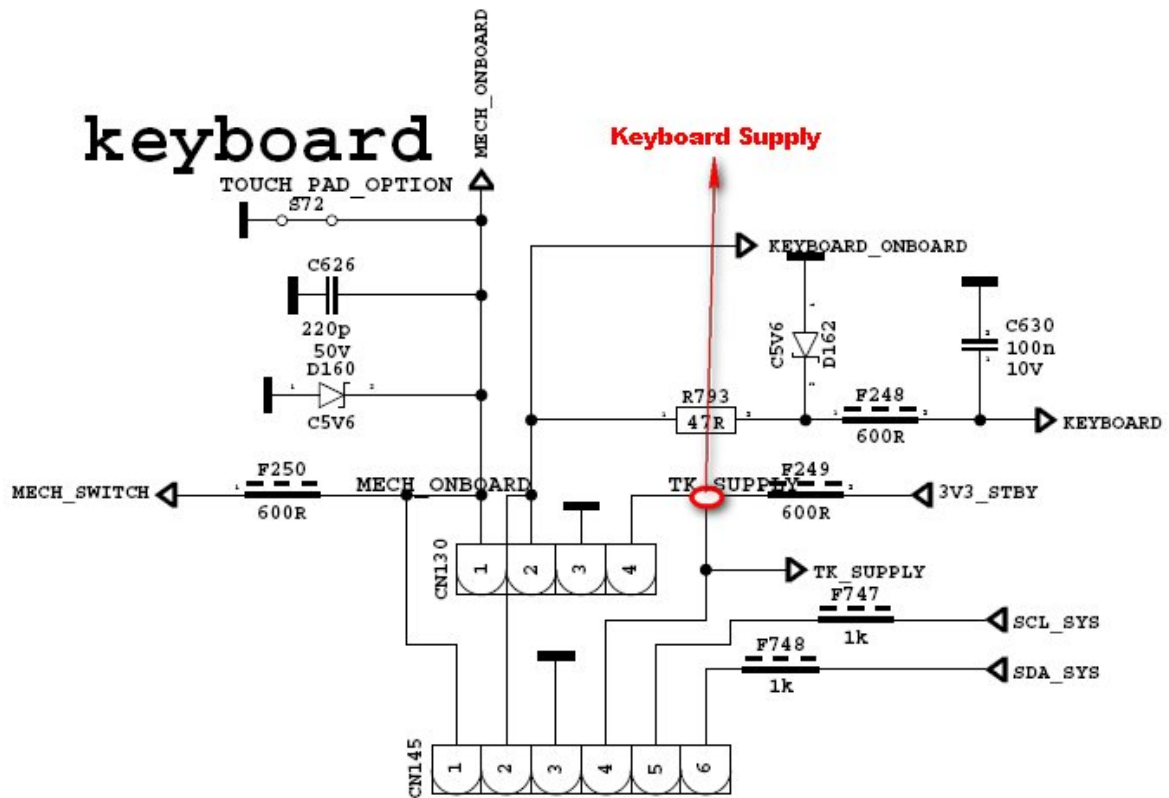 MECH_ONBOARD
keyboard
Keyboard Supply
TOUCH_PAD_OPTION
S72
KEYBOARD_ONBOARD
C626
220p
50V
C5V6
D162
C630
100n
10V
D160
C5V6
R793
47R
F248
600R
KEYBOARD
MECH_SWITCH
F250
600R
MECH_ONBOARD
TK_SUPPLY
F249
600R
3V3_STBY
CN130
1 2 3 4
TK_SUPPLY
F747
1k
SCL_SYS
F748
1k
SDA_SYS
CN145
1 2 3 4 5 6